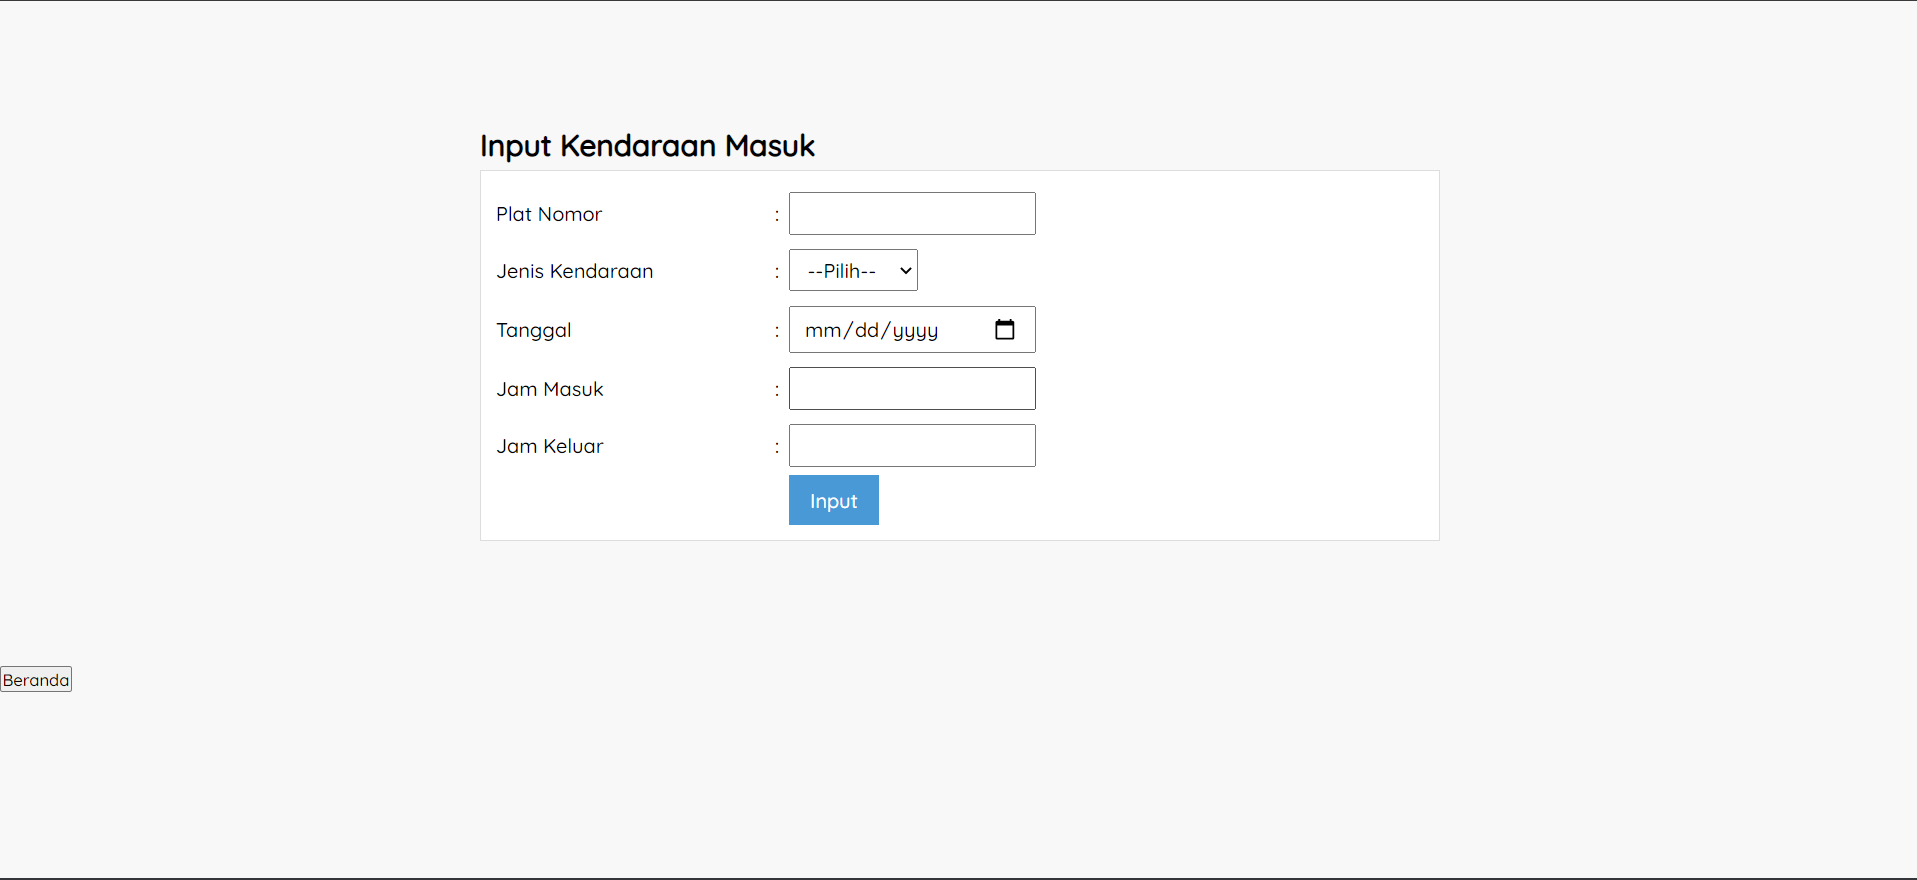 Input Kendaraan Masuk
Plat Nomor :
Jenis Kendaraan : --Pilih--
Tanggal : mm/dd/yyyy
Jam Masuk :
Jam Keluar :
Input
Beranda